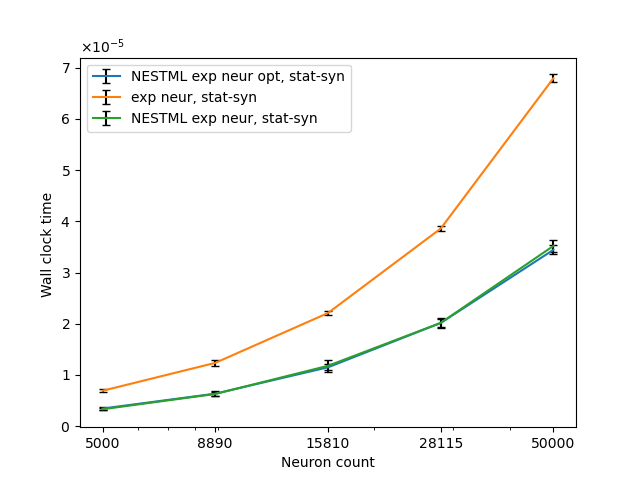 ×10⁻⁵
7
6
5
4
3
2
1
0
Wall clock time
NESTML exp neur opt, stat-syn
exp neur, stat-syn
NESTML exp neur, stat-syn
5000 8890 15810 28115 50000
Neuron count